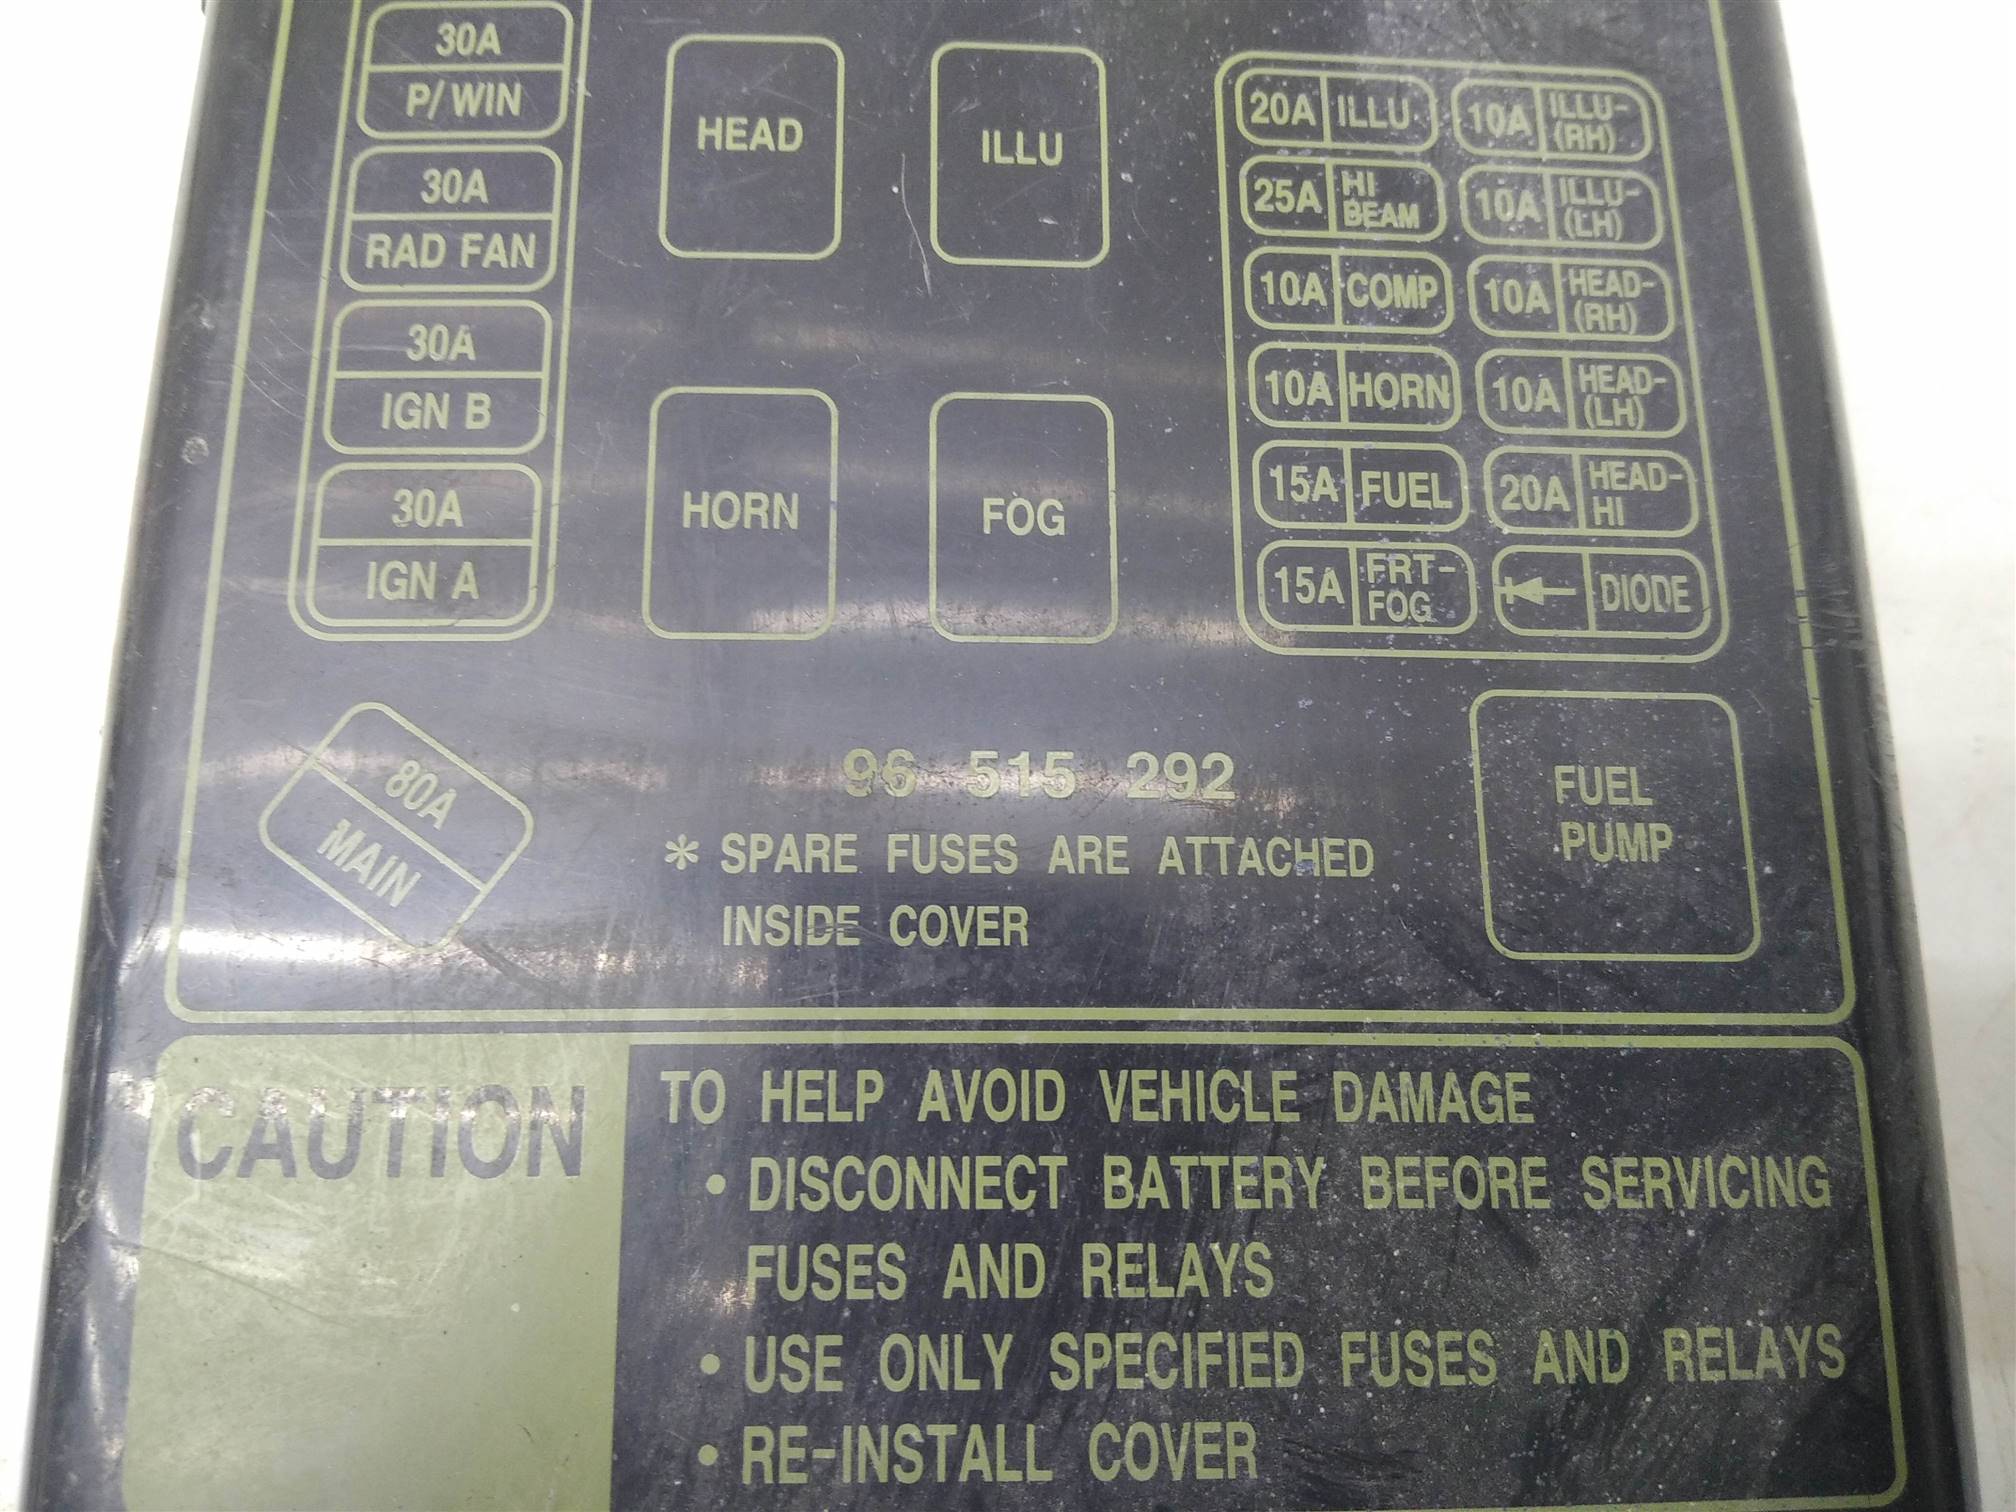 30A
P/WIN
30A
RAD FAN
30A
IGN B
30A
IGN A
80A
MAIN
HEAD
ILLU
HORN
FOG
20A ILLU
25A HI
BEAM
10A COMP
10A HORN
15A FUEL
15A FRT-
FOG
10A ILLU-
(RH)
10A ILLU-
(LH)
10A HEAD-
(RH)
10A HEAD-
(LH)
20A HEAD-
HI
DIODE
96 515 292
* SPARE FUSES ARE ATTACHED
INSIDE COVER
FUEL
PUMP
CAUTION
TO HELP AVOID VEHICLE DAMAGE
• DISCONNECT BATTERY BEFORE SERVICING
FUSES AND RELAYS
• USE ONLY SPECIFIED FUSES AND RELAYS
• RE-INSTALL COVER